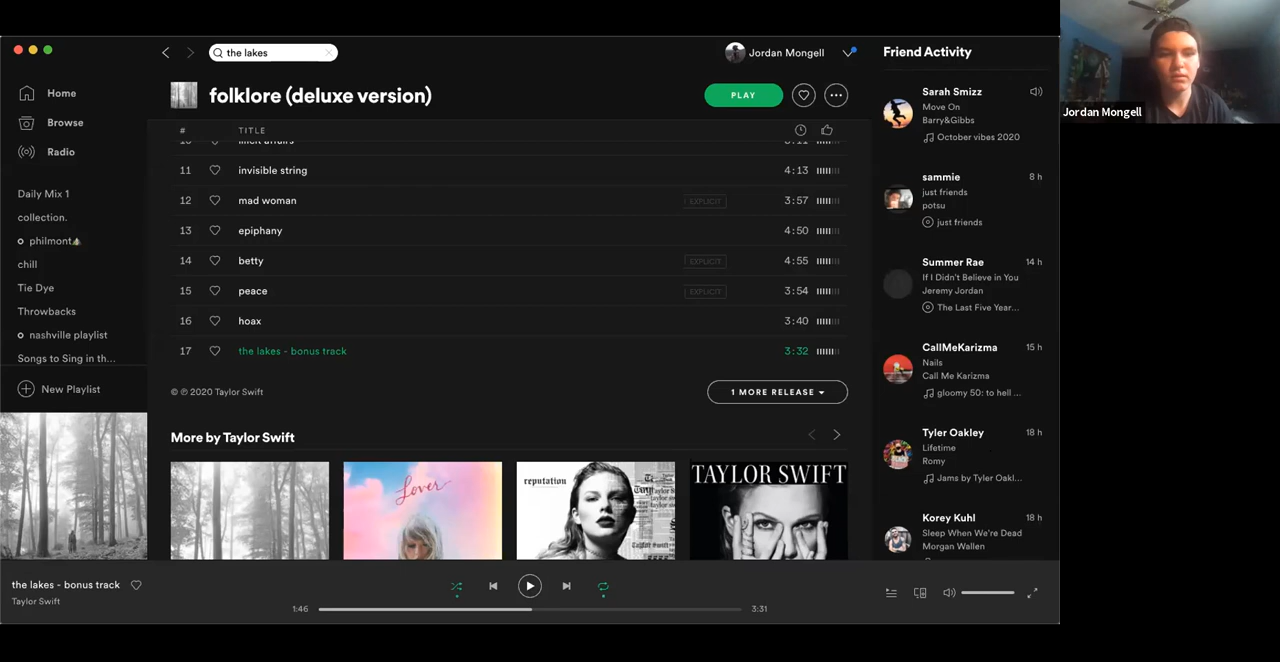 the lakes
Jordan Mongell
Friend Activity
Home
Browse
Radio
Daily Mix 1
collection.
philmont
chill
Tie Dye
Throwbacks
nashville playlist
Songs to Sing in th...
New Playlist
folklore (deluxe version)
PLAY
# TITLE
illicit affairs 3:11
11 invisible string 4:13
12 mad woman EXPLICIT 3:57
13 epiphany 4:50
14 betty EXPLICIT 4:55
15 peace EXPLICIT 3:54
16 hoax 3:40
17 the lakes - bonus track 3:32
© ℗ 2020 Taylor Swift
1 MORE RELEASE
More by Taylor Swift
Lover
reputation
TAYLOR SWIFT
Sarah Smizz
Move On
Barry&Gibbs
October vibes 2020
sammie 8 h
just friends
potsu
just friends
Summer Rae 14 h
If I Didn't Believe in You
Jeremy Jordan
The Last Five Year...
CallMeKarizma 15 h
Nails
Call Me Karizma
gloomy 50: to hell ...
Tyler Oakley 18 h
Lifetime
Romy
Jams by Tyler Oakl...
Korey Kuhl 18 h
Sleep When We're Dead
Morgan Wallen
the lakes - bonus track
Taylor Swift
1:46
3:31
Jordan Mongell